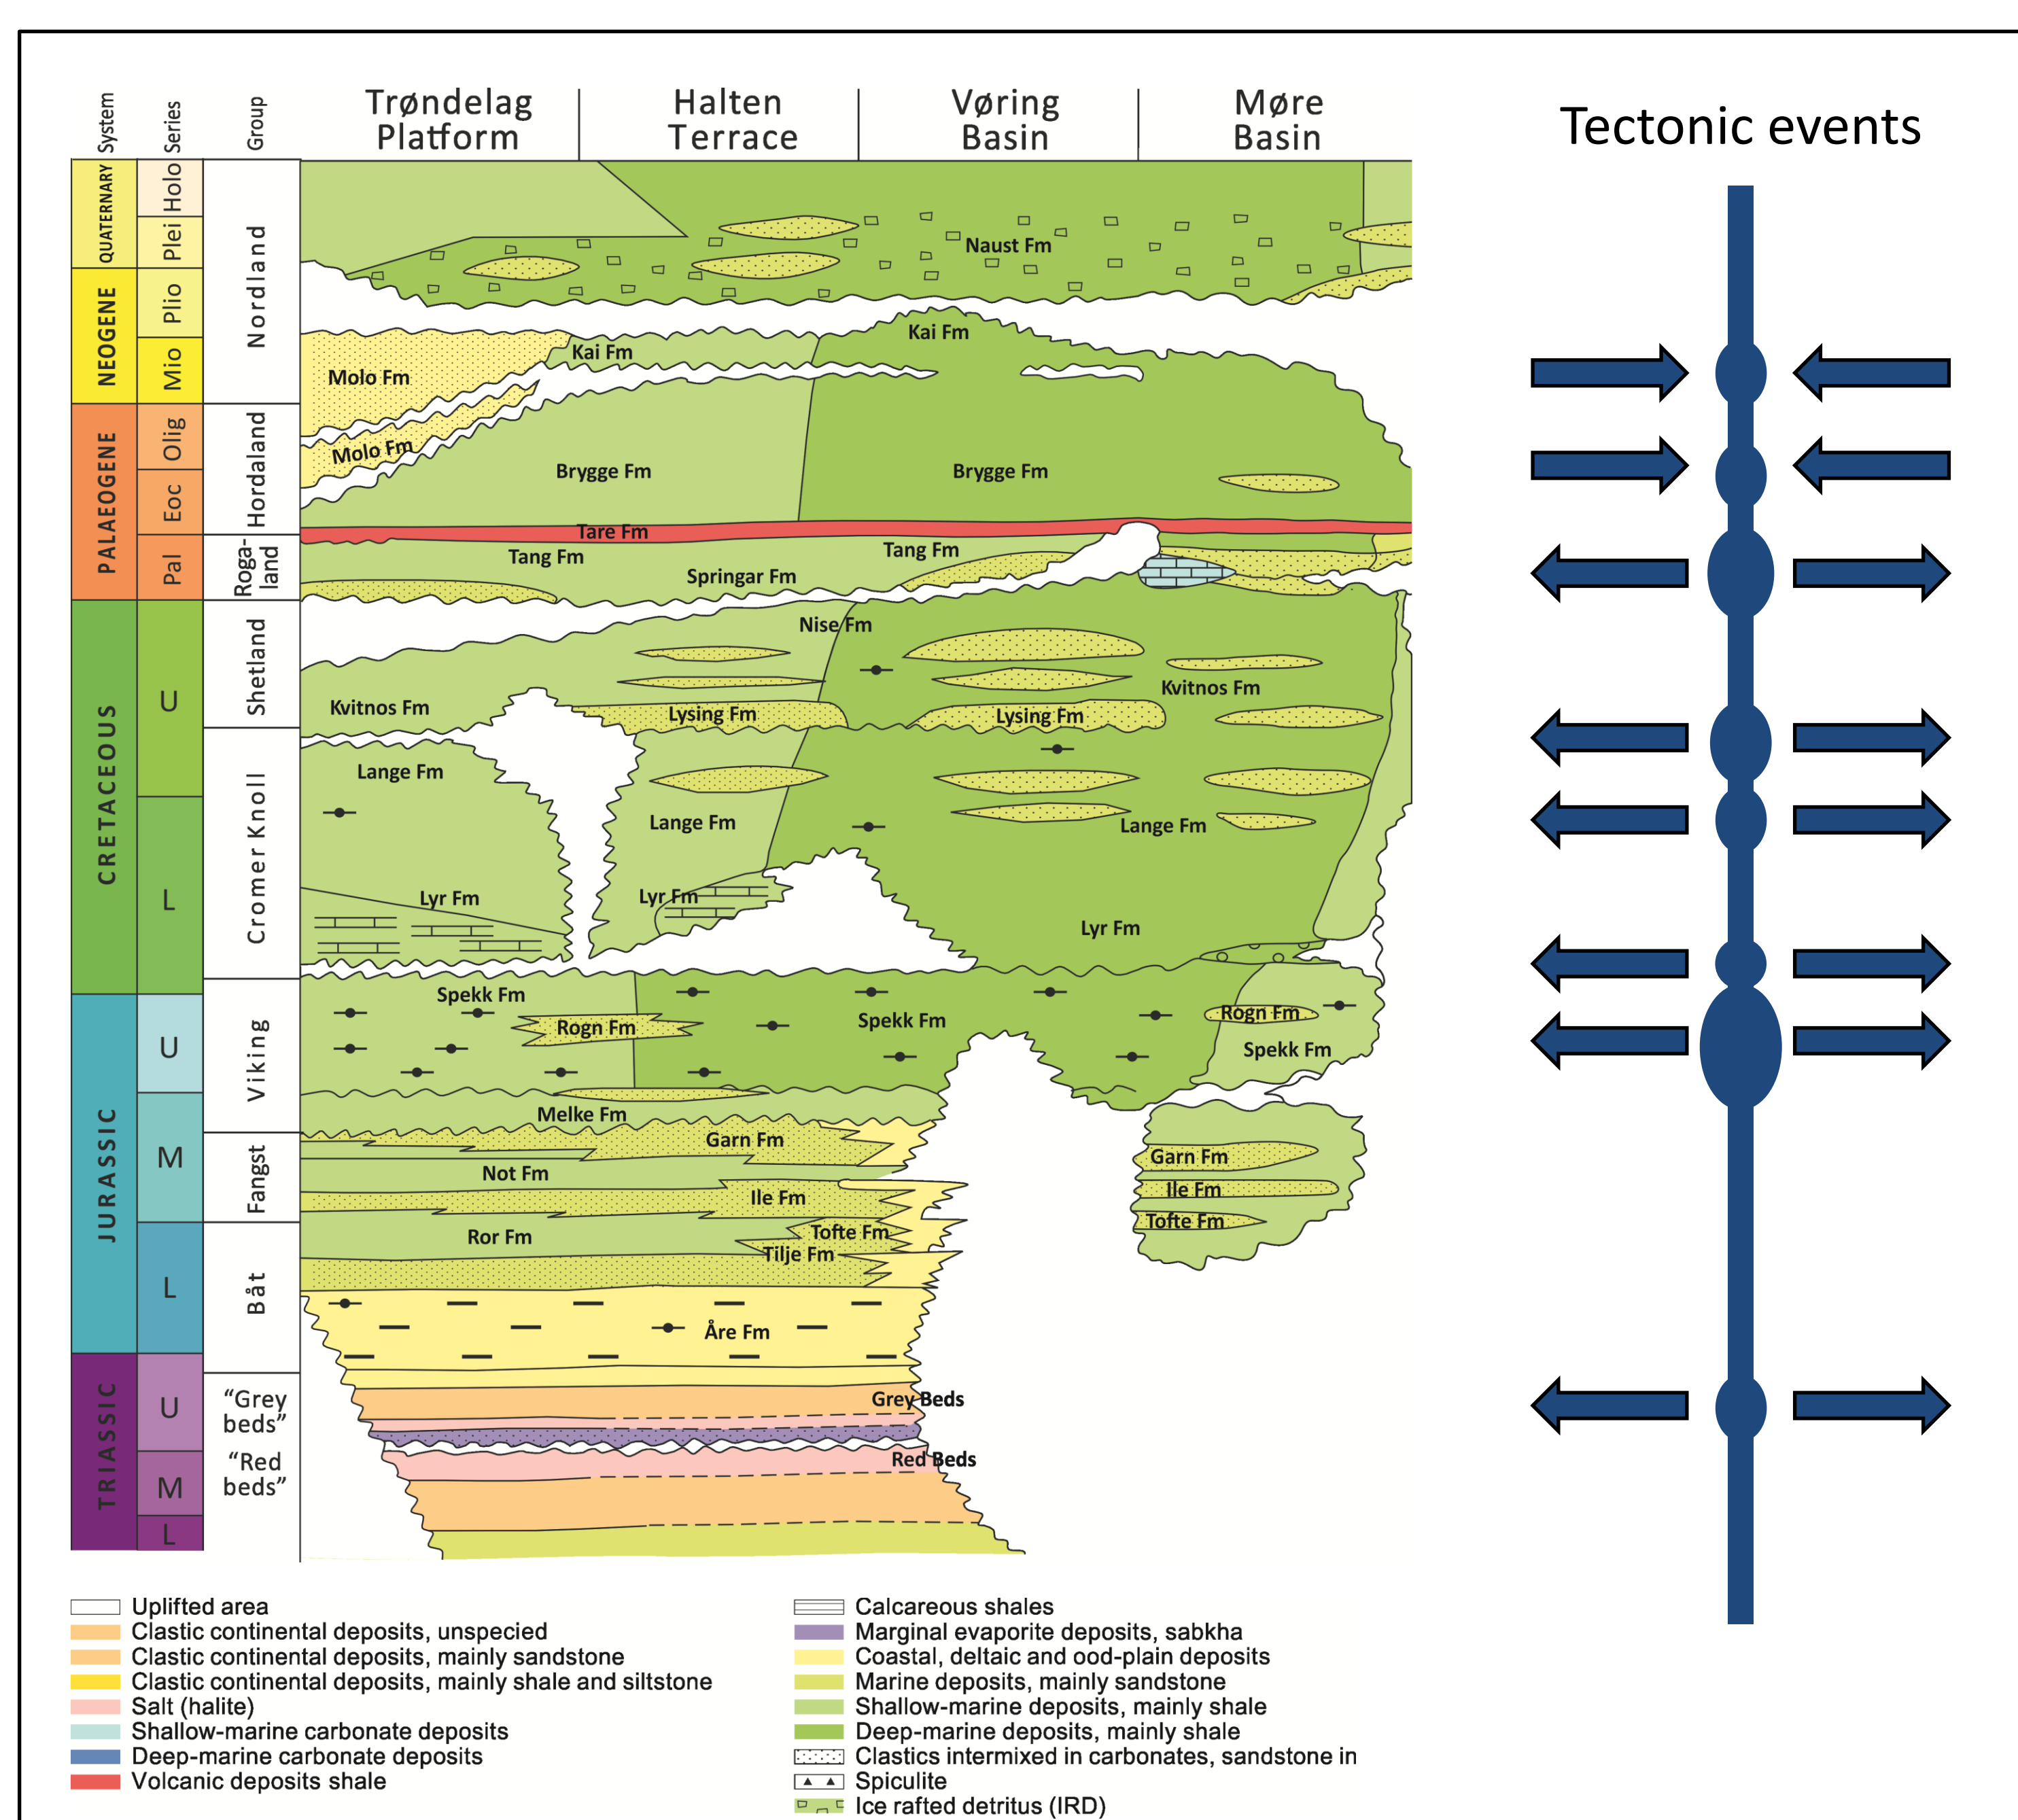 Trøndelag
Platform
Halten
Terrace
Vøring
Basin
Møre
Basin
Tectonic events
System
Series
Group
QUATERNARY
NEOGENE
PALAEOGENE
CRETACEOUS
JURASSIC
TRIASSIC
Holo
Plei
Plio
Mio
Olig
Eoc
Pal
U
L
U
M
L
U
M
L
Nordland
Hordaland
Roga-
land
Shetland
Cromer Knoll
Viking
Fangst
Båt
“Grey
beds”
“Red
beds”
Naust Fm
Kai Fm
Kai Fm
Molo Fm
Molo Fm
Brygge Fm
Brygge Fm
Tare Fm
Tang Fm
Tang Fm
Springar Fm
Nise Fm
Kvitnos Fm
Kvitnos Fm
Lysing Fm
Lysing Fm
Lange Fm
Lange Fm
Lange Fm
Lyr Fm
Lyr Fm
Lyr Fm
Spekk Fm
Rogn Fm
Spekk Fm
Rogn Fm
Spekk Fm
Melke Fm
Garn Fm
Garn Fm
Not Fm
Ile Fm
Ile Fm
Tofte Fm
Ror Fm
Tofte Fm
Tilje Fm
Åre Fm
Grey Beds
Red Beds
Uplifted area
Clastic continental deposits, unspecied
Clastic continental deposits, mainly sandstone
Clastic continental deposits, mainly shale and siltstone
Salt (halite)
Shallow-marine carbonate deposits
Deep-marine carbonate deposits
Volcanic deposits shale
Calcareous shales
Marginal evaporite deposits, sabkha
Coastal, deltaic and ood-plain deposits
Marine deposits, mainly sandstone
Shallow-marine deposits, mainly shale
Deep-marine deposits, mainly shale
Clastics intermixed in carbonates, sandstone in
Spiculite
Ice rafted detritus (IRD)